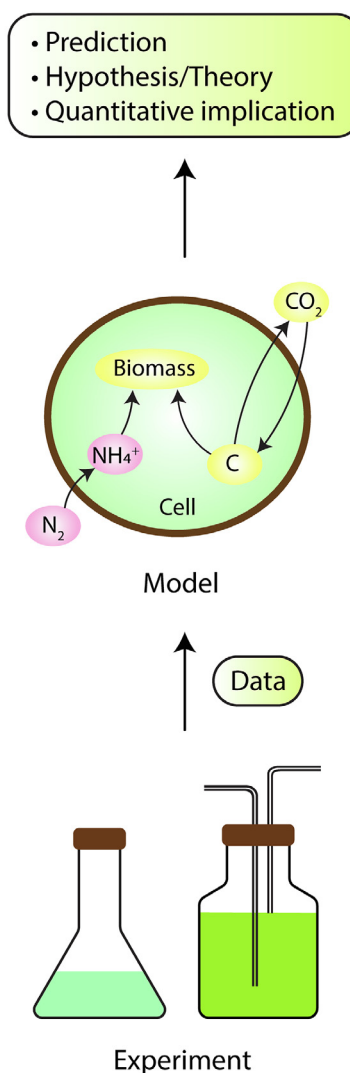 • Prediction
• Hypothesis/Theory
• Quantitative implication
CO₂
Biomass
NH₄⁺
C
Cell
N₂
Model
Data
Experiment